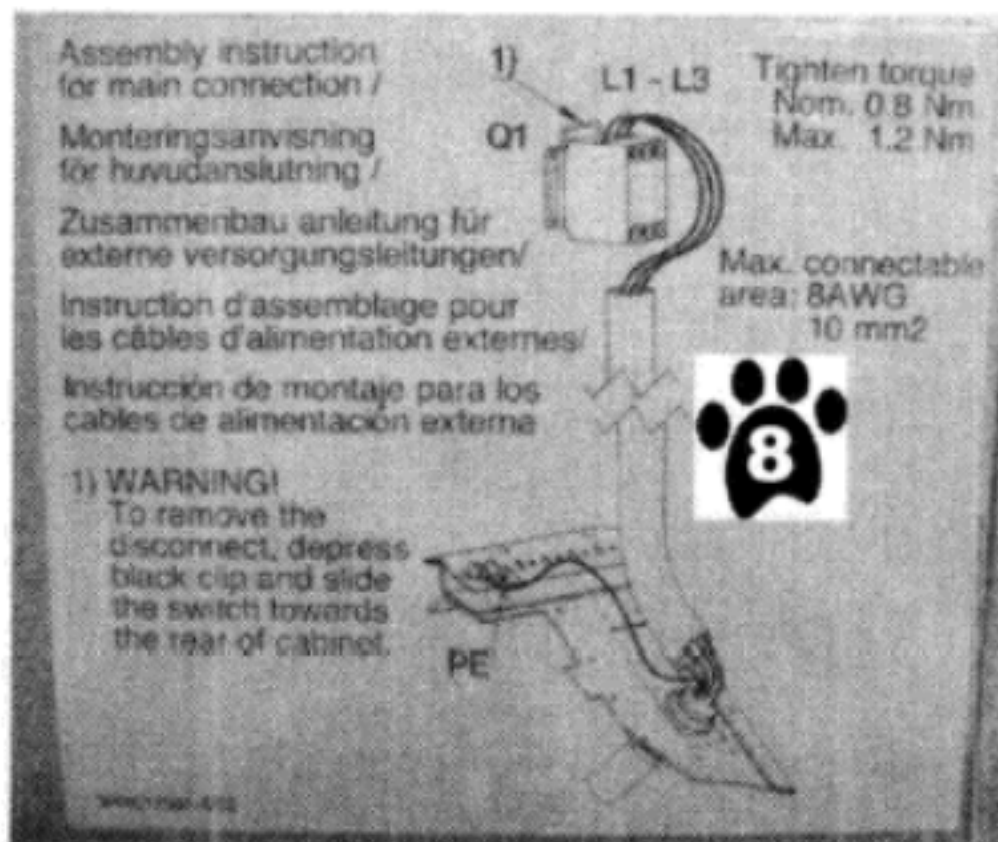 Assembly instruction
for main connection /
Monteringsanvisning
för huvudanslutning /
Zusammenbau anleitung für
externe versorgungsleitungen/
Instruction d'assemblage pour
les câbles d'alimentation externes/
Instrucción de montaje para los
cables de alimentación externa
1) WARNING!
To remove the
disconnect, depress
black clip and slide
the switch towards
the rear of cabinet.
1)
L1 - L3
Q1
Tighten torque
Nom. 0.8 Nm
Max. 1.2 Nm
Max. connectable
area; 8AWG
10 mm2
8
PE